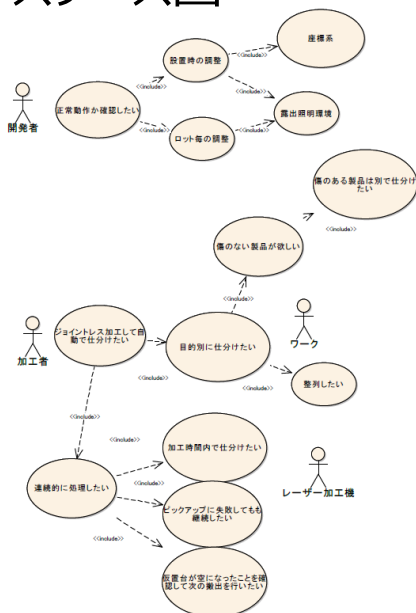 スケース図
座標系
設置時の調整
<<include>>
<<include>>
正常動作か確認したい
露出照明環境
開発者
<<include>>
ロット毎の調整
<<include>>
傷のある製品は別で仕分け
たい
<<include>>
傷のない製品が欲しい
<<include>>
ジョイントレス加工して自
動で仕分けたい
目的別に仕分けたい
ワーク
加工者
<<include>>
<<include>>
整列したい
<<include>>
<<include>>
加工時間内で仕分けたい
連続的に処理したい
<<include>>
ピックアップに失敗しても
継続したい
レーザー加工機
<<include>>
仮置台が空になったことを確
認して次の搬出を行いたい